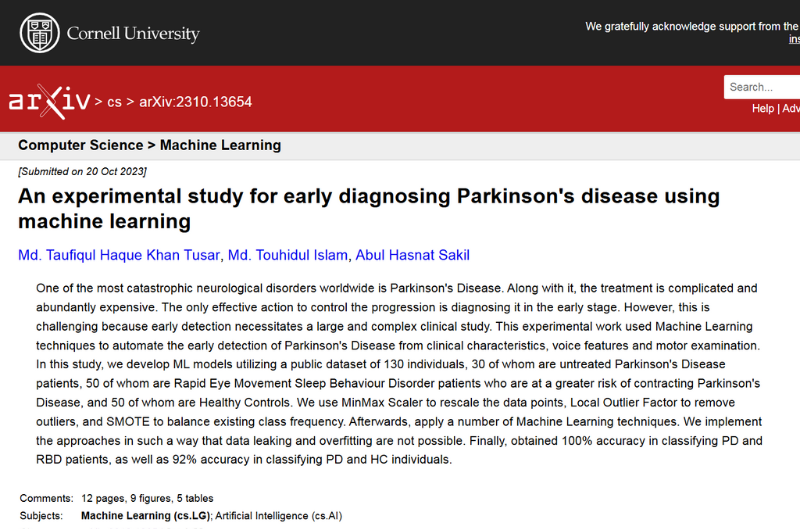 Cornell University
We gratefully acknowledge support from the
ins
arXiv > cs > arXiv:2310.13654
Search...
Help | Adv
Computer Science > Machine Learning
[Submitted on 20 Oct 2023]
An experimental study for early diagnosing Parkinson's disease using
machine learning
Md. Taufiqul Haque Khan Tusar, Md. Touhidul Islam, Abul Hasnat Sakil
One of the most catastrophic neurological disorders worldwide is Parkinson's Disease. Along with it, the treatment is complicated and
abundantly expensive. The only effective action to control the progression is diagnosing it in the early stage. However, this is
challenging because early detection necessitates a large and complex clinical study. This experimental work used Machine Learning
techniques to automate the early detection of Parkinson's Disease from clinical characteristics, voice features and motor examination.
In this study, we develop ML models utilizing a public dataset of 130 individuals, 30 of whom are untreated Parkinson's Disease
patients, 50 of whom are Rapid Eye Movement Sleep Behaviour Disorder patients who are at a greater risk of contracting Parkinson's
Disease, and 50 of whom are Healthy Controls. We use MinMax Scaler to rescale the data points, Local Outlier Factor to remove
outliers, and SMOTE to balance existing class frequency. Afterwards, apply a number of Machine Learning techniques. We implement
the approaches in such a way that data leaking and overfitting are not possible. Finally, obtained 100% accuracy in classifying PD and
RBD patients, as well as 92% accuracy in classifying PD and HC individuals.
Comments: 12 pages, 9 figures, 5 tables
Subjects: Machine Learning (cs.LG); Artificial Intelligence (cs.AI)